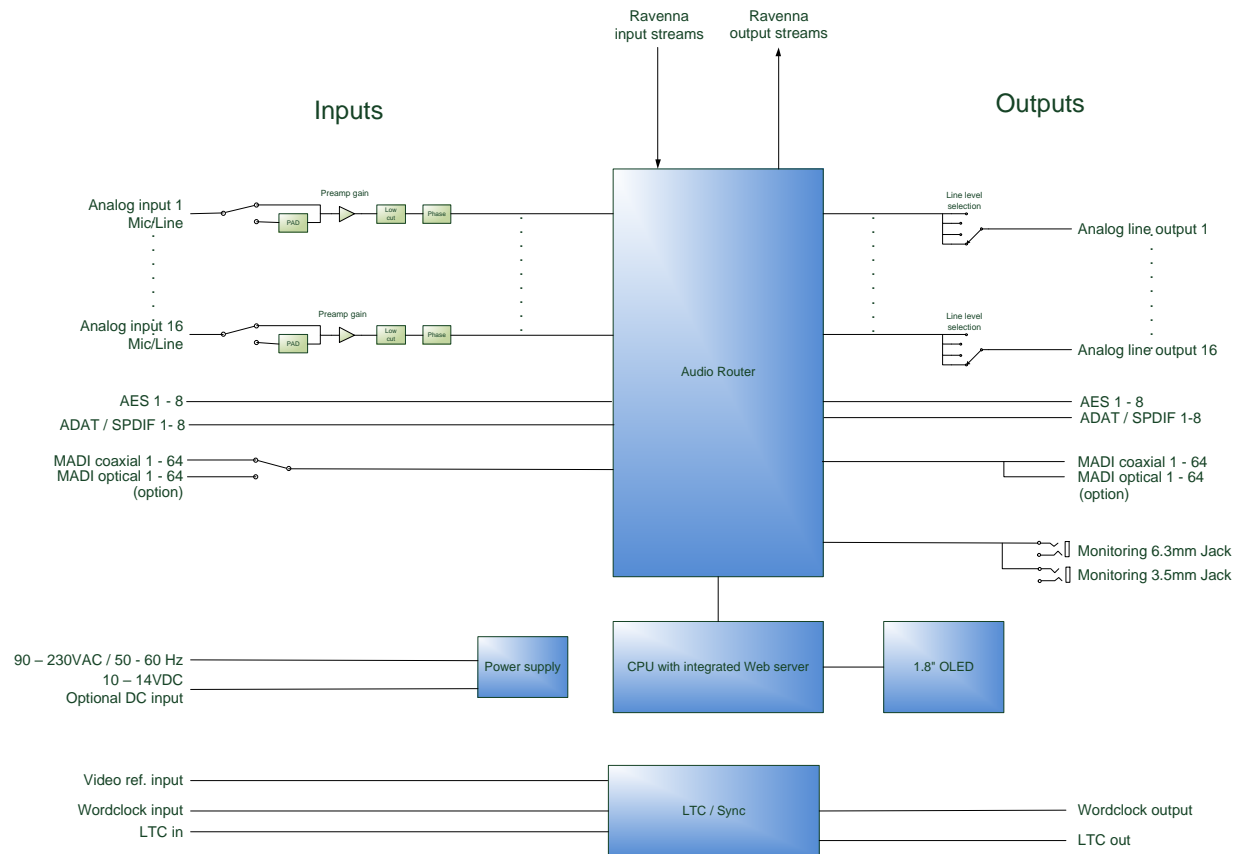 Ravenna
input streams
Ravenna
output streams
Inputs
Outputs
Preamp gain
Analog input 1
Mic/Line
PAD
Low
cut
Phase
Line level
selection
Analog line output 1
Preamp gain
Analog input 16
Mic/Line
PAD
Low
cut
Phase
Line level
selection
Analog line output 16
Audio Router
AES 1 - 8
ADAT / SPDIF 1- 8
AES 1 - 8
ADAT / SPDIF 1-8
MADI coaxial 1 - 64
MADI optical 1 - 64
(option)
MADI coaxial 1 - 64
MADI optical 1 - 64
(option)
Monitoring 6.3mm Jack
Monitoring 3.5mm Jack
90 – 230VAC / 50 - 60 Hz
10 – 14VDC
Optional DC input
Power supply
CPU with integrated Web server
1.8" OLED
Video ref. input
Wordclock input
LTC in
LTC / Sync
Wordclock output
LTC out